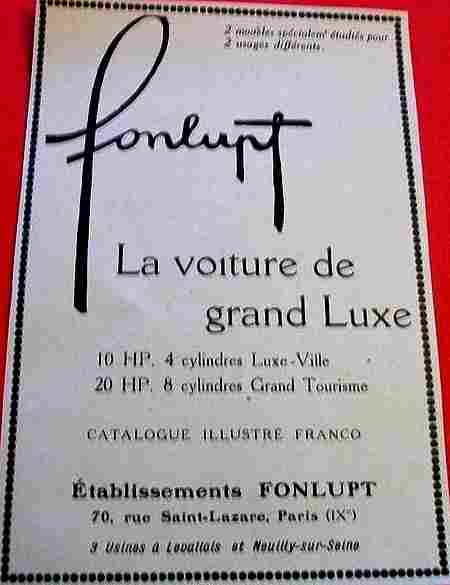 2 modèles spécialemt étudiés pour
2 usages différents.
fonlupt
La voiture de
grand Luxe
10 HP. 4 cylindres Luxe-Ville
20 HP. 8 cylindres Grand Tourisme
CATALOGUE ILLUSTRÉ FRANCO
Établissements FONLUPT
70, rue Saint-Lazare, Paris (IXe)
3 Usines à Levallois et Neuilly-sur-Seine